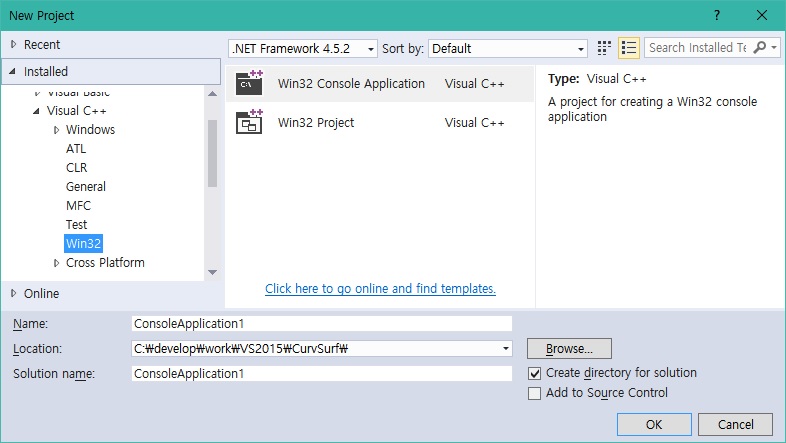 New Project
?
Recent
.NET Framework 4.5.2
Sort by: Default
Search Installed Te
Installed
Visual Basic
Visual C++
Windows
ATL
CLR
General
MFC
Test
Win32
Cross Platform
Online
Win32 Console Application Visual C++
Win32 Project Visual C++
Click here to go online and find templates.
Type: Visual C++
A project for creating a Win32 console
application
Name: ConsoleApplication1
Location: C:₩develop₩work₩VS2015₩CurvSurf₩
Browse...
Solution name: ConsoleApplication1
Create directory for solution
Add to Source Control
OK
Cancel